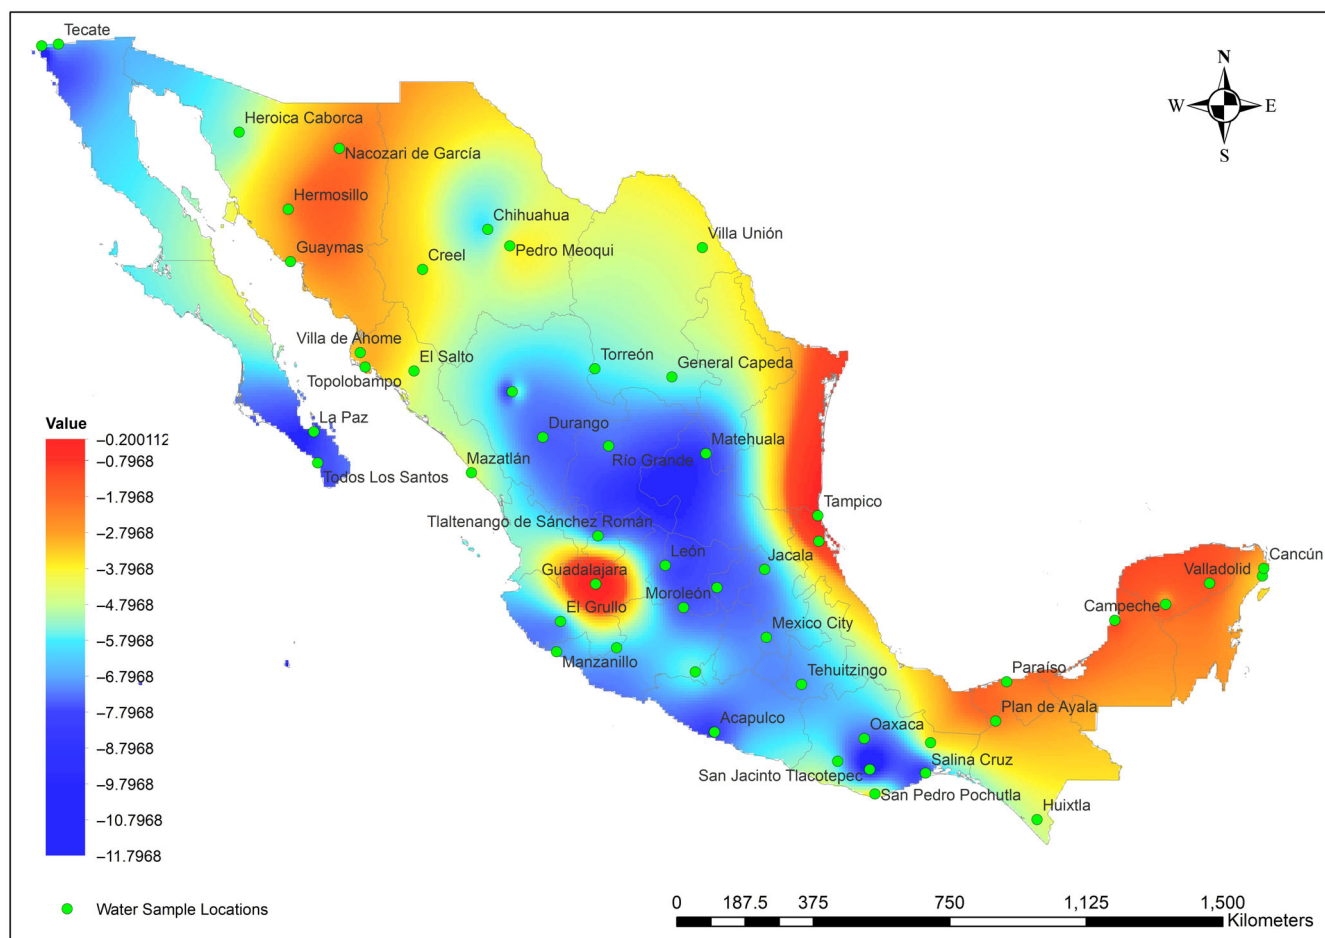 Tecate
N
W E
S
Heroica Caborca
Nacozari de García
Hermosillo
Chihuahua
Villa Unión
Guaymas
Creel
Pedro Meoqui
Villa de Ahome
El Salto
Torreón
General Capeda
Topolobampo
La Paz
Durango
Matehuala
Mazatlán
Río Grande
Todos Los Santos
Tampico
Tlaltenango de Sánchez Román
León
Jacala
Cancún
Guadalajara
Valladolid
Moroleón
El Grullo
Campeche
Mexico City
Manzanillo
Tehuitzingo
Paraíso
Plan de Ayala
Acapulco
Oaxaca
Salina Cruz
San Jacinto Tlacotepec
San Pedro Pochutla
Huixtla
Value
−0.200112
−0.7968
−1.7968
−2.7968
−3.7968
−4.7968
−5.7968
−6.7968
−7.7968
−8.7968
−9.7968
−10.7968
−11.7968
Water Sample Locations
0 187.5 375 750 1,125 1,500
Kilometers